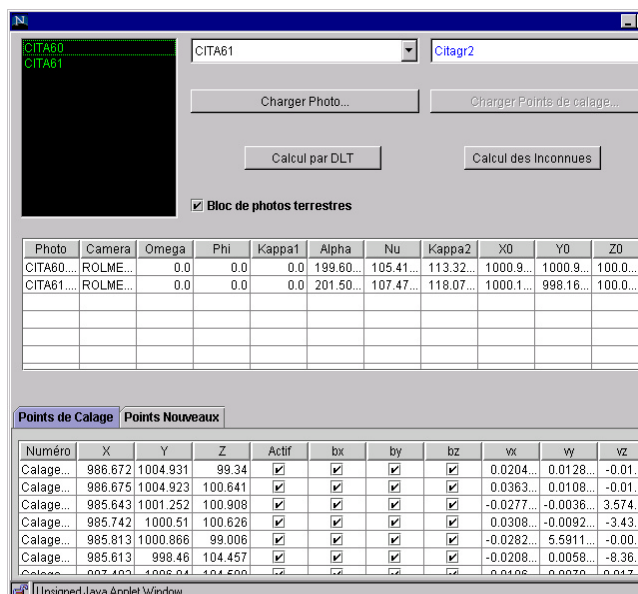 N
CITA60
CITA61
CITA61
Citagr2
Charger Photo...
Charger Points de calage...
Calcul par DLT
Calcul des Inconnues
Bloc de photos terrestres
Photo Camera Omega Phi Kappa1 Alpha Nu Kappa2 X0 Y0 Z0
CITA60.... ROLME... 0.0 0.0 0.0 199.60... 105.41... 113.32... 1000.9... 1000.9... 100.0...
CITA61.... ROLME... 0.0 0.0 0.0 201.50... 107.47... 118.07... 1000.1... 998.16... 100.0...
Points de Calage Points Nouveaux
Numéro X Y Z Actif bx by bz vx vy vz
Calage... 986.672 1004.931 99.34 0.0204... 0.0128... -0.01.
Calage... 986.675 1004.923 100.641 0.0363... 0.0108... -0.01.
Calage... 985.643 1001.252 100.908 -0.0277... -0.0036... 3.574.
Calage... 985.742 1000.51 100.626 0.0308... -0.0092... -3.43.
Calage... 985.813 1000.866 99.006 -0.0282... 5.5911... -0.00.
Calage... 985.613 998.46 104.457 -0.0208... 0.0058... -8.36.
Calage...
Unsigned Java Applet Window